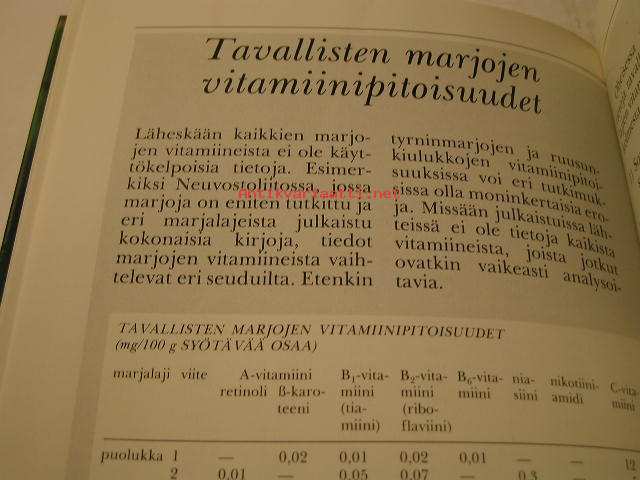 Tavallisten marjojen
vitamiinipitoisuudet
Läheskään kaikkien marjo-
jen vitamiineista ei ole käyt-
tökelpoisia tietoja. Esimer-
kiksi Neuvostoliitossa, jossa
marjoja on eniten tutkittu ja
eri marjalajeista julkaistu
kokonaisia kirjoja, tiedot
marjojen vitamiineista vaih-
televat eri seuduilta. Etenkin
tyrninmarjojen ja ruusun-
kiulukkojen vitamiinipitoi-
suuksissa voi eri tutkimuk-
sissa olla moninkertaisia ero-
ja. Missään julkaistuissa läh-
teissä ei ole tietoja kaikista
vitamiineista, joista jotkut
ovatkin vaikeasti analysoi-
tavia.
Antikvariaatti.net
TAVALLISTEN MARJOJEN VITAMIINIPITOISUUDET
(mg/100 g SYÖTÄVÄÄ OSAA)
marjalaji viite A-vitamiini B1-vita- B2-vita- B6-vita- nia- nikotiini- C-vita-
retinoli ß-karo- miini miini miini siini amidi miini
teeni (tia- (ribo-
miini) flaviini)
puolukka 1 — 0,02 0,01 0,02 0,01 — — 12
2 0,01 — 0,05 0,07 — 0,3 —